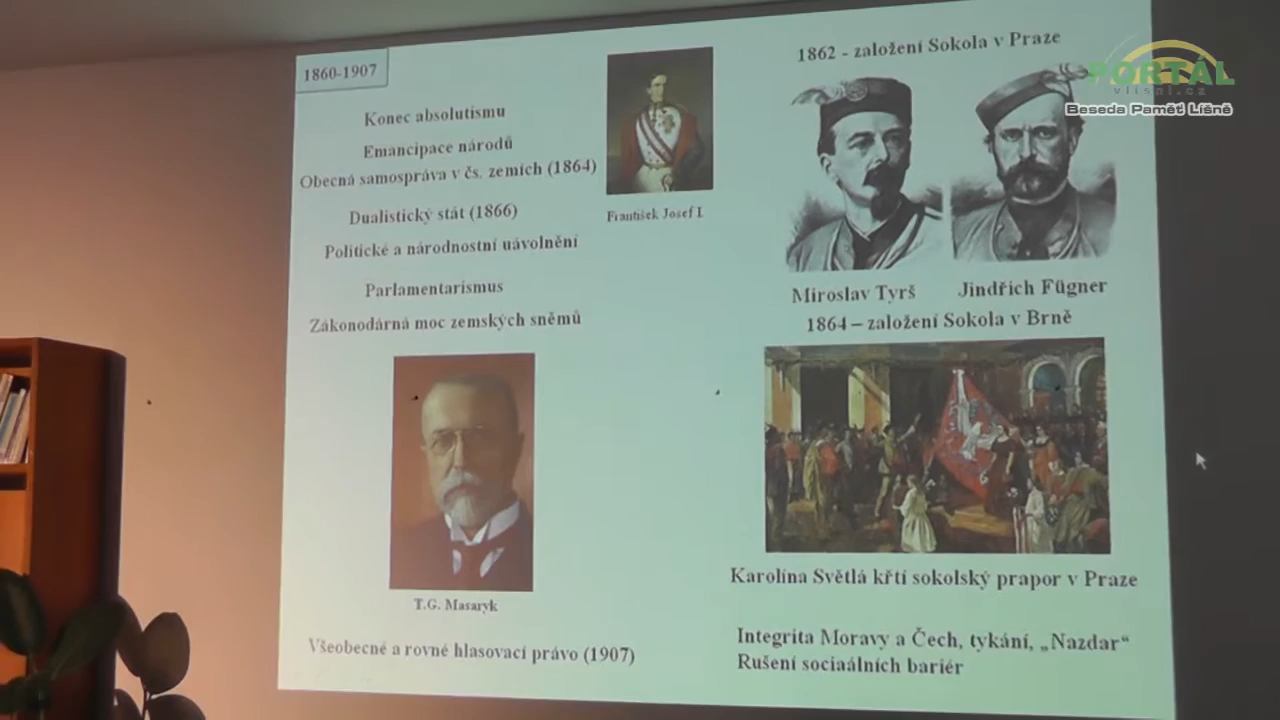 1860-1907
Konec absolutismu
Emancipace národů
Obecná samospráva v čs. zemích (1864)
Dualistický stát (1866)
Politické a národnostní uávolnění
Parlamentarismus
Zákonodárná moc zemských sněmů
František Josef I.
T.G. Masaryk
Všeobecné a rovné hlasovací právo (1907)
1862 - založení Sokola v Praze
Miroslav Tyrš
Jindřich Fügner
1864 – založení Sokola v Brně
Karolína Světlá křtí sokolský prapor v Praze
Integrita Moravy a Čech, tykání, „Nazdar“
Rušení sociaálních bariér
PORTÁL
vlisni.cz
Beseda Paměť Líšně